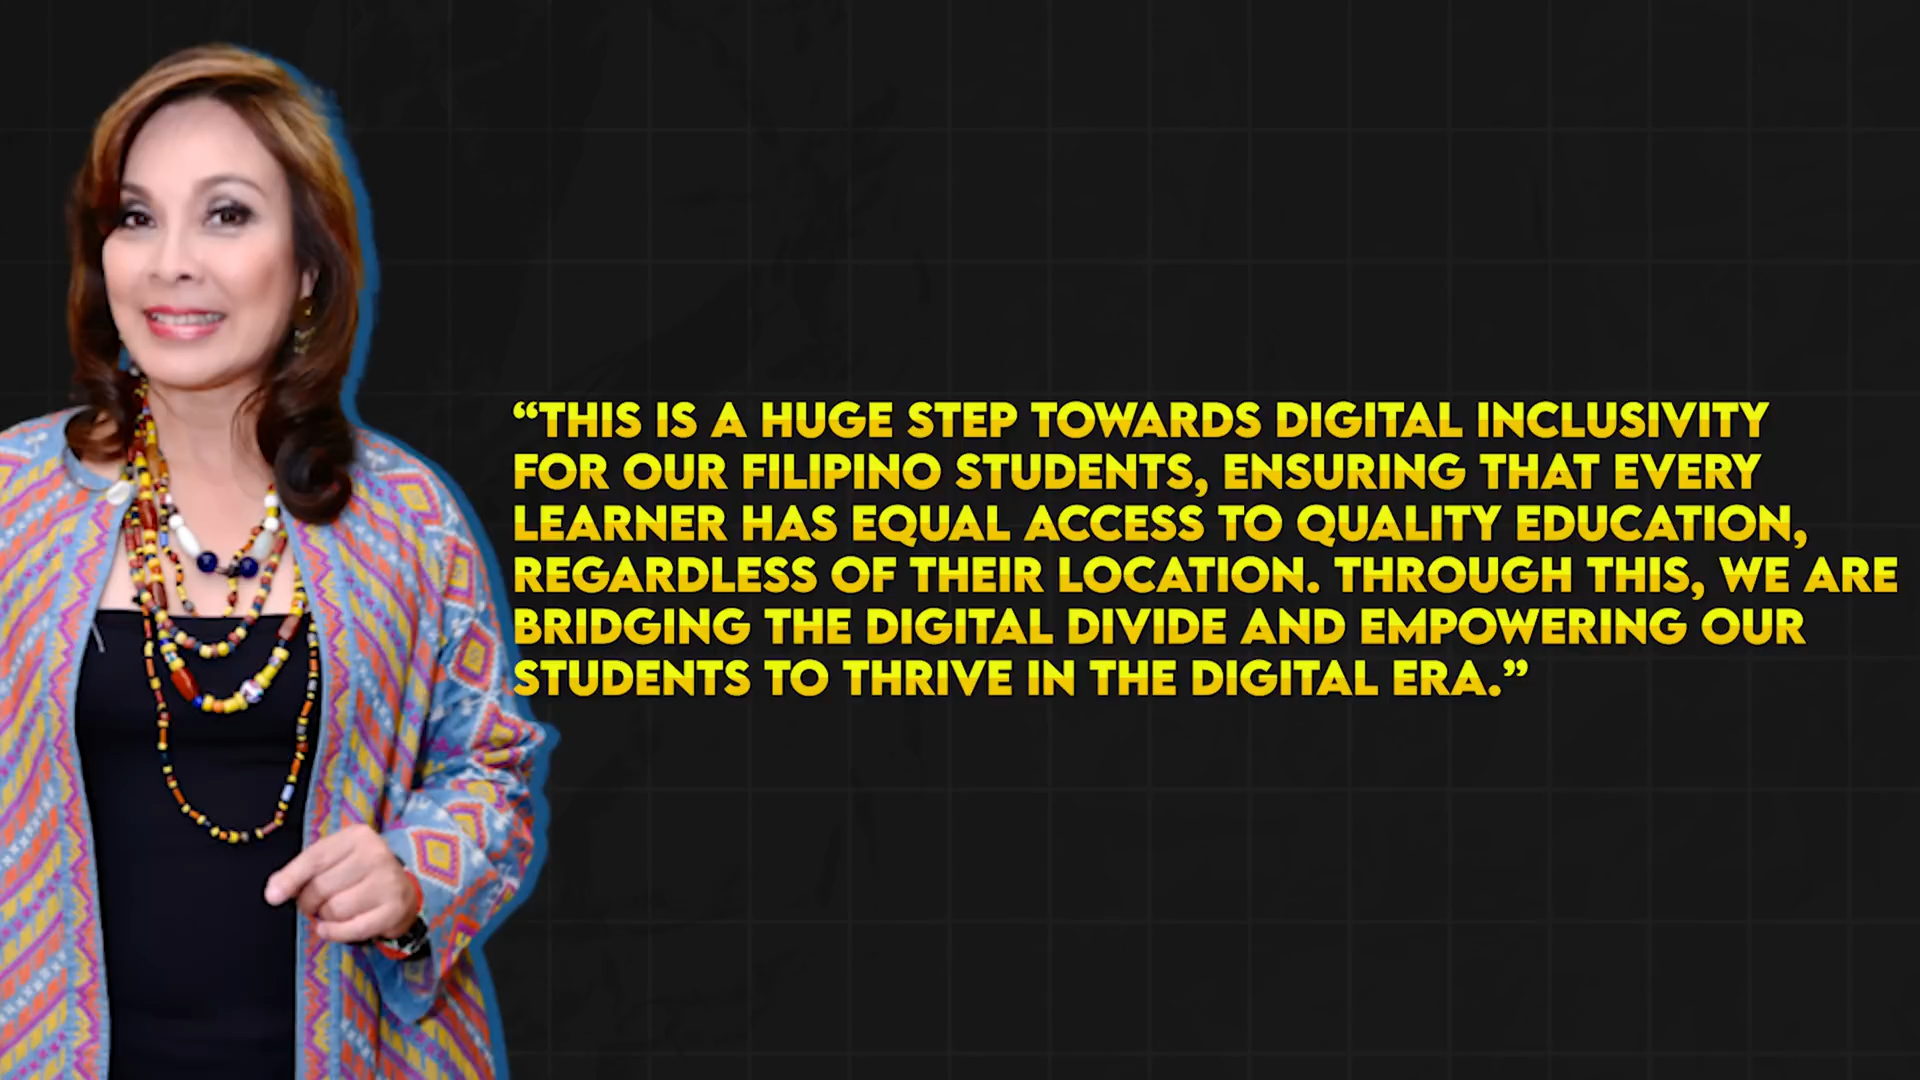 “THIS IS A HUGE STEP TOWARDS DIGITAL INCLUSIVITY
FOR OUR FILIPINO STUDENTS, ENSURING THAT EVERY
LEARNER HAS EQUAL ACCESS TO QUALITY EDUCATION,
REGARDLESS OF THEIR LOCATION. THROUGH THIS, WE ARE
BRIDGING THE DIGITAL DIVIDE AND EMPOWERING OUR
STUDENTS TO THRIVE IN THE DIGITAL ERA.”